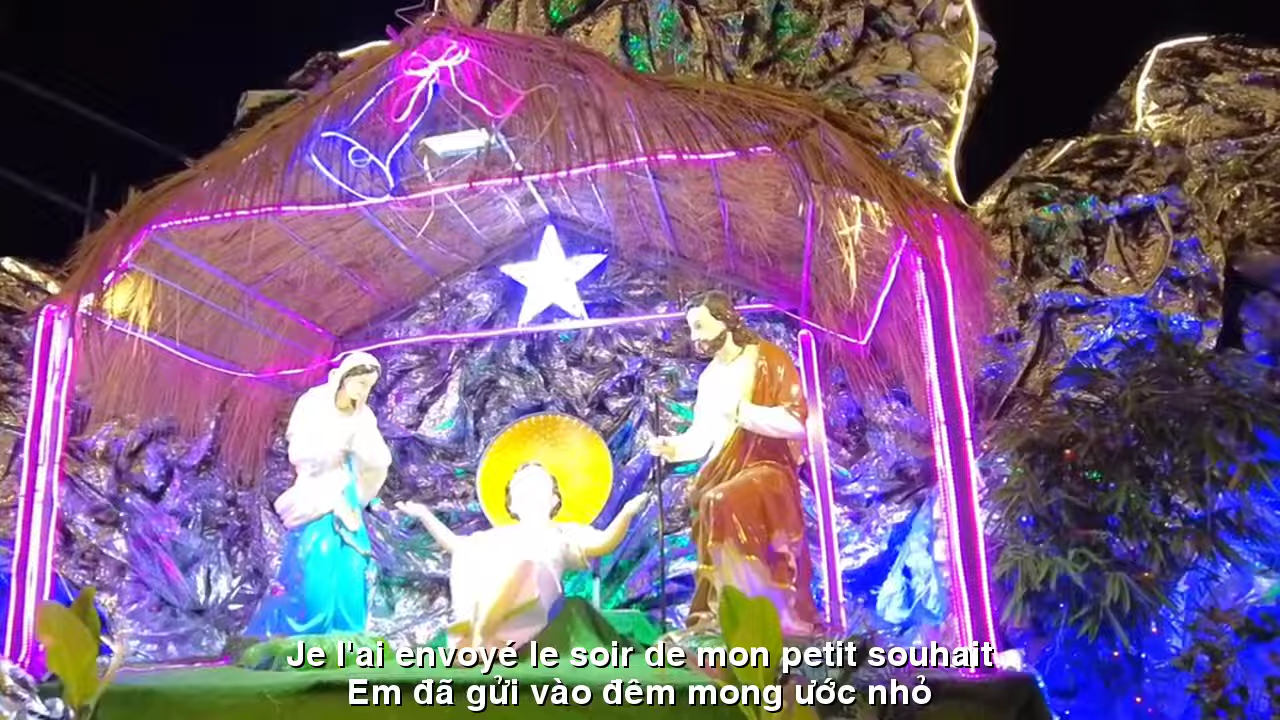 Je l'ai envoyé le soir de mon petit souhait
Em đã gửi vào đêm mong ước nhỏ